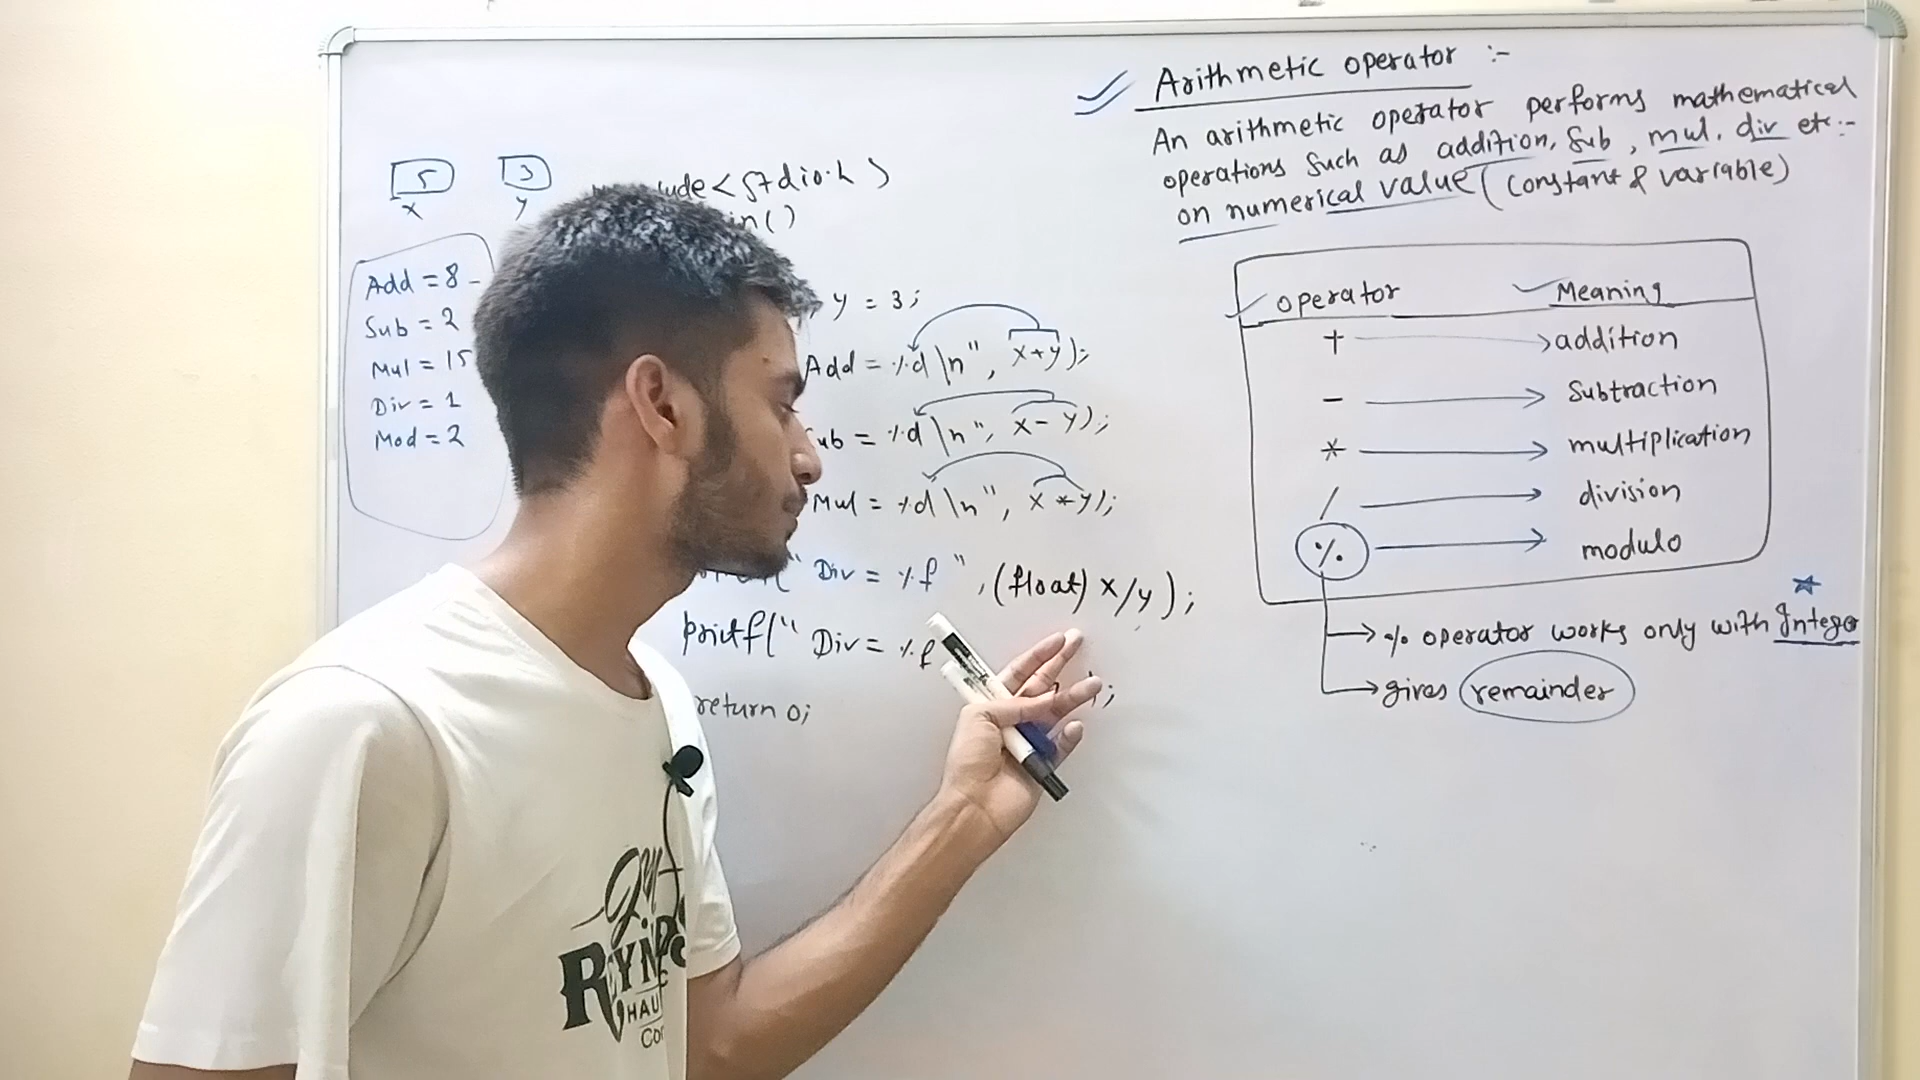 Arithmetic operator :-
An arithmetic operator performs mathematical
operations such as addition, Sub, mul, div etc:-
on numerical value (constant & variable)
operator Meaning
+ addition
- Subtraction
* multiplication
/ division
% modulo
% operator works only with Integer
gives remainder
5 3
x y
Add = 8
Sub = 2
Mul = 15
Div = 1
Mod = 2
ude<stdio.h>
in()
, y = 3;
Add = %d\n", x+y);
ub = %d\n", x-y);
Mul = %d\n", x*y);
(" Div = %f", (float) x/y);
printf(" Div = %f
);
return 0;
REYN
HAU
Co